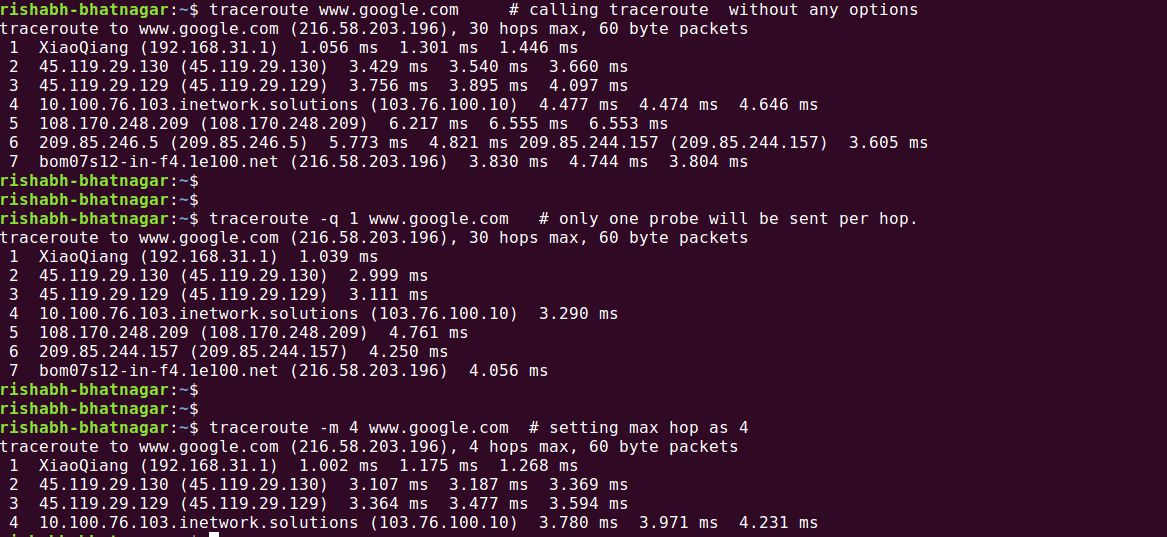 rishabh-bhatnagar:~$ traceroute www.google.com     # calling traceroute  without any options
traceroute to www.google.com (216.58.203.196), 30 hops max, 60 byte packets
 1  XiaoQiang (192.168.31.1)  1.056 ms  1.301 ms  1.446 ms
 2  45.119.29.130 (45.119.29.130)  3.429 ms  3.540 ms  3.660 ms
 3  45.119.29.129 (45.119.29.129)  3.756 ms  3.895 ms  4.097 ms
 4  10.100.76.103.inetwork.solutions (103.76.100.10)  4.477 ms  4.474 ms  4.646 ms
 5  108.170.248.209 (108.170.248.209)  6.217 ms  6.555 ms  6.553 ms
 6  209.85.246.5 (209.85.246.5)  5.773 ms  4.821 ms 209.85.244.157 (209.85.244.157)  3.605 ms
 7  bom07s12-in-f4.1e100.net (216.58.203.196)  3.830 ms  4.744 ms  3.804 ms
rishabh-bhatnagar:~$
rishabh-bhatnagar:~$
rishabh-bhatnagar:~$ traceroute -q 1 www.google.com   # only one probe will be sent per hop.
traceroute to www.google.com (216.58.203.196), 30 hops max, 60 byte packets
 1  XiaoQiang (192.168.31.1)  1.039 ms
 2  45.119.29.130 (45.119.29.130)  2.999 ms
 3  45.119.29.129 (45.119.29.129)  3.111 ms
 4  10.100.76.103.inetwork.solutions (103.76.100.10)  3.290 ms
 5  108.170.248.209 (108.170.248.209)  4.761 ms
 6  209.85.244.157 (209.85.244.157)  4.250 ms
 7  bom07s12-in-f4.1e100.net (216.58.203.196)  4.056 ms
rishabh-bhatnagar:~$
rishabh-bhatnagar:~$
rishabh-bhatnagar:~$ traceroute -m 4 www.google.com  # setting max hop as 4
traceroute to www.google.com (216.58.203.196), 4 hops max, 60 byte packets
 1  XiaoQiang (192.168.31.1)  1.002 ms  1.175 ms  1.268 ms
 2  45.119.29.130 (45.119.29.130)  3.107 ms  3.187 ms  3.369 ms
 3  45.119.29.129 (45.119.29.129)  3.364 ms  3.477 ms  3.594 ms
 4  10.100.76.103.inetwork.solutions (103.76.100.10)  3.780 ms  3.971 ms  4.231 ms